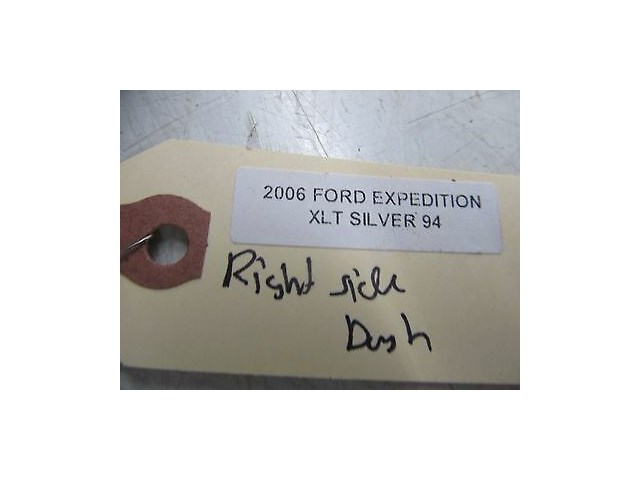 2006 FORD EXPEDITION
XLT SILVER 94
Right side
Dash